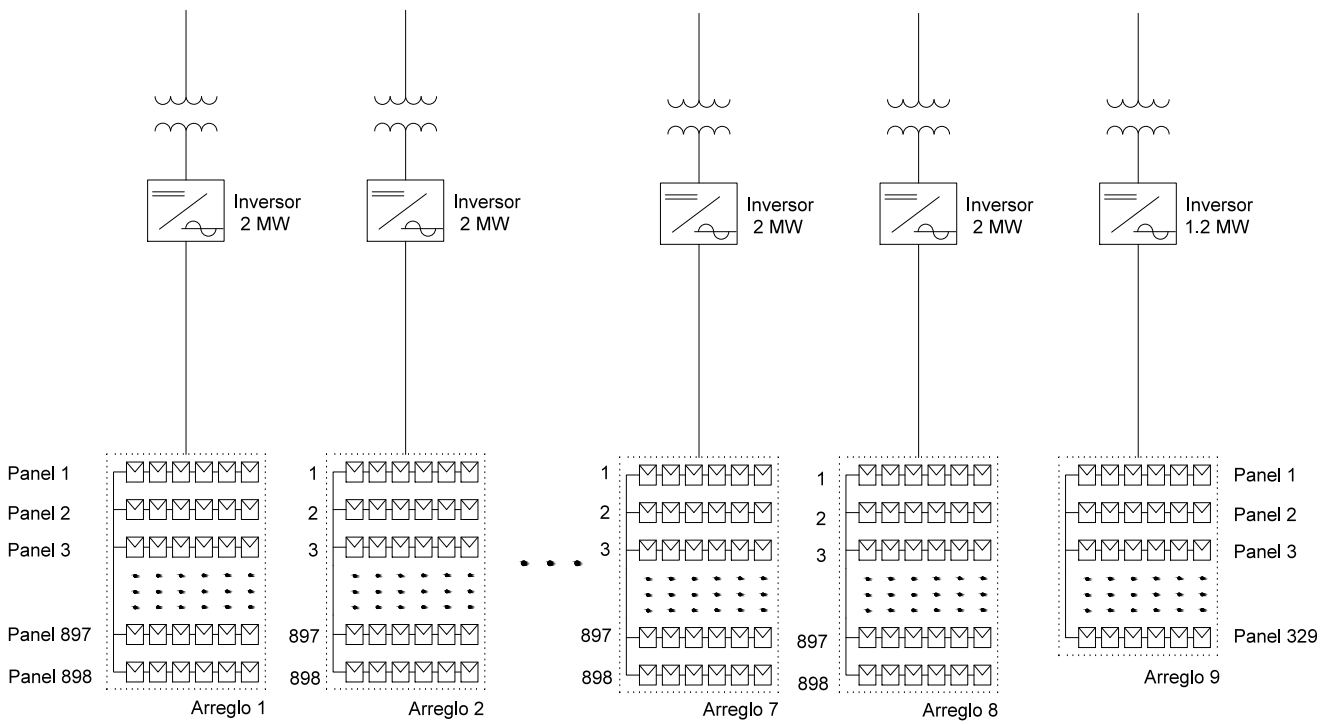 Inversor
2 MW
Inversor
2 MW
Inversor
2 MW
Inversor
2 MW
Inversor
1.2 MW
Panel 1
Panel 2
Panel 3
Panel 897
Panel 898
Arreglo 1
1
2
3
897
898
Arreglo 2
1
2
3
897
898
Arreglo 7
1
2
3
897
898
Arreglo 8
Panel 1
Panel 2
Panel 3
Panel 329
Arreglo 9